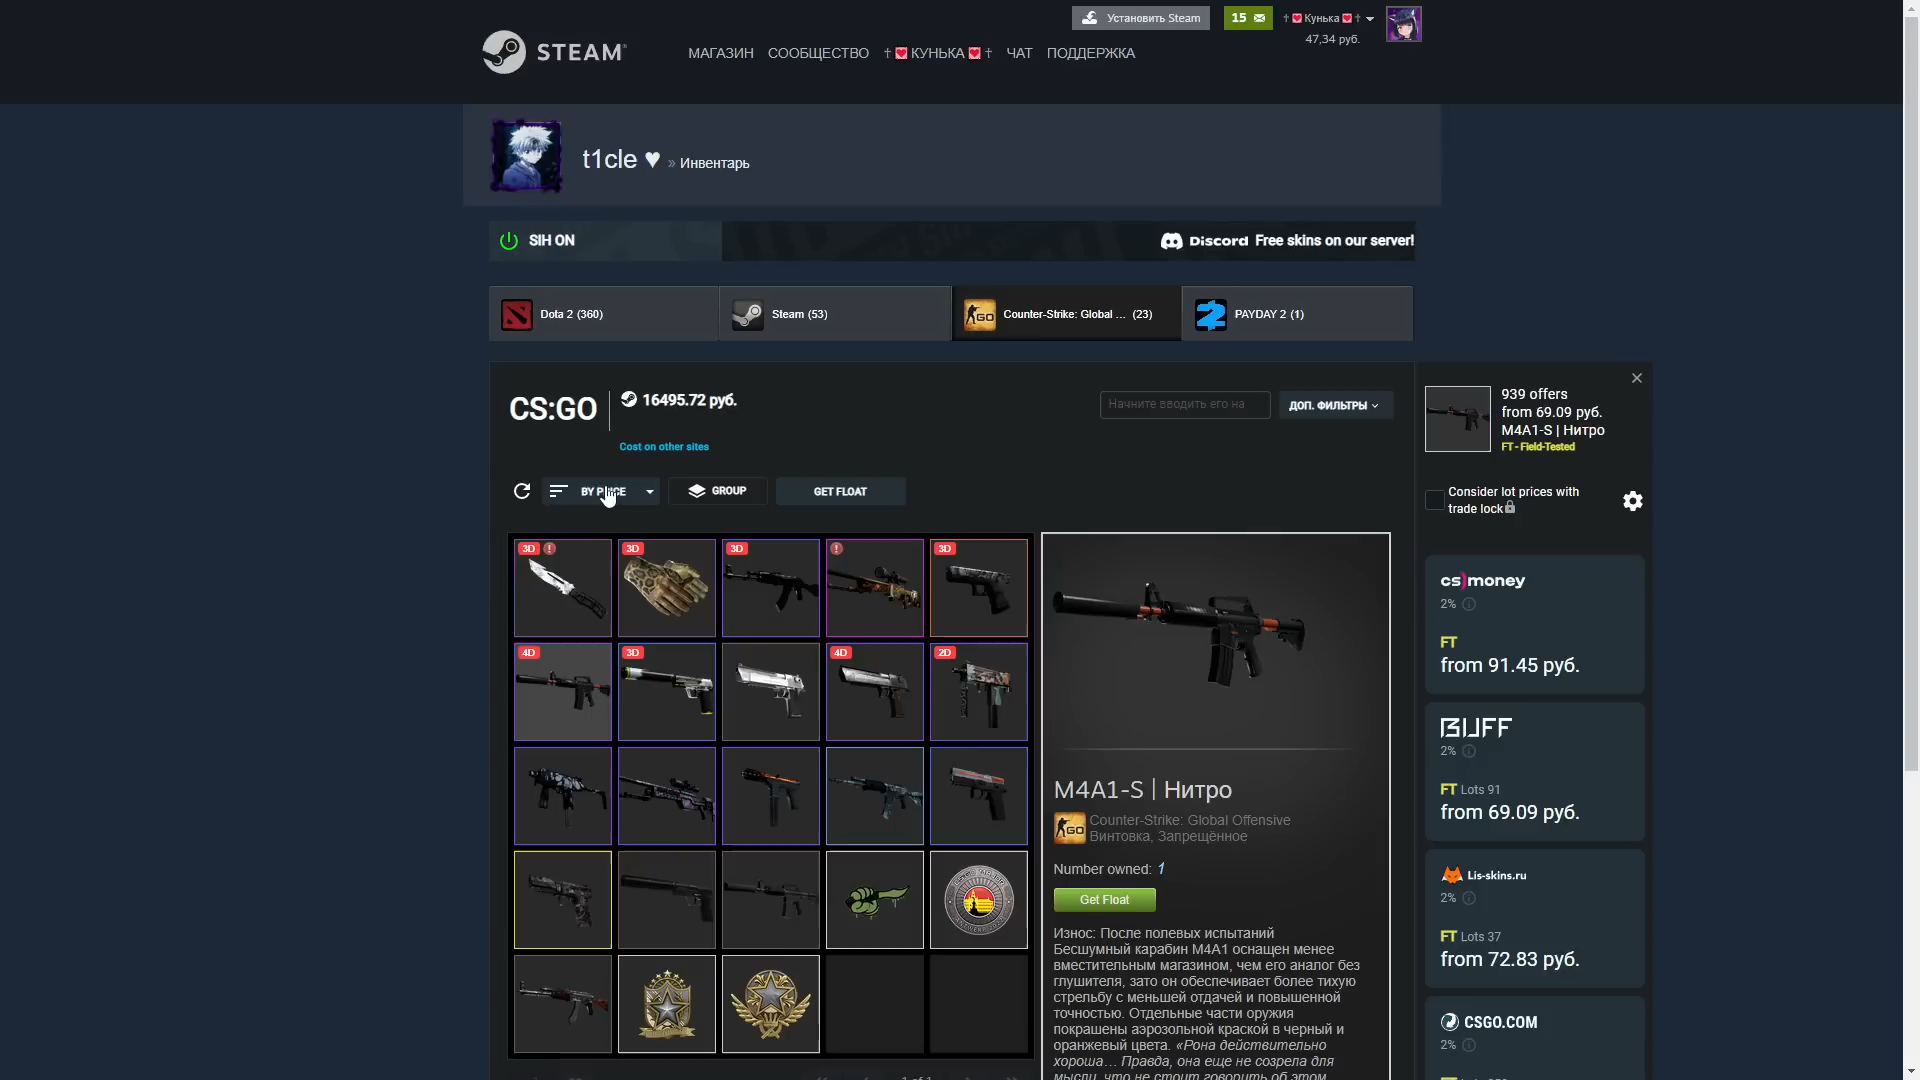 Установить Steam
15
† Кунька †
47,34 руб.
STEAM
МАГАЗИН СООБЩЕСТВО † КУНЬКА † ЧАТ ПОДДЕРЖКА
t1cle ♥ » Инвентарь
SIH ON
Discord Free skins on our server!
Dota 2 (360)
Steam (53)
Counter-Strike: Global ... (23)
PAYDAY 2 (1)
CS:GO
16495.72 руб.
Cost on other sites
Начните вводить его на
ДОП. ФИЛЬТРЫ
939 offers
from 69.09 руб.
M4A1-S | Нитро
FT - Field-Tested
BY PRICE
GROUP
GET FLOAT
Consider lot prices with
trade lock
3D
3D
3D
3D
4D
3D
4D
2D
M4A1-S | Нитро
Counter-Strike: Global Offensive
Винтовка, Запрещённое
Number owned: 1
Get Float
Износ: После полевых испытаний
Бесшумный карабин M4A1 оснащен менее
вместительным магазином, чем его аналог без
глушителя, зато он обеспечивает более тихую
стрельбу с меньшей отдачей и повышенной
точностью. Отдельные части оружия
покрашены аэрозольной краской в черный и
оранжевый цвета. «Рона действительно
хороша... Правда, она еще не созрела для
мысли, что не стоит говорить об этом
cs)money
2%
FT
from 91.45 руб.
BUFF
2%
FT Lots 91
from 69.09 руб.
Lis-skins.ru
2%
FT Lots 37
from 72.83 руб.
CSGO.COM
2%